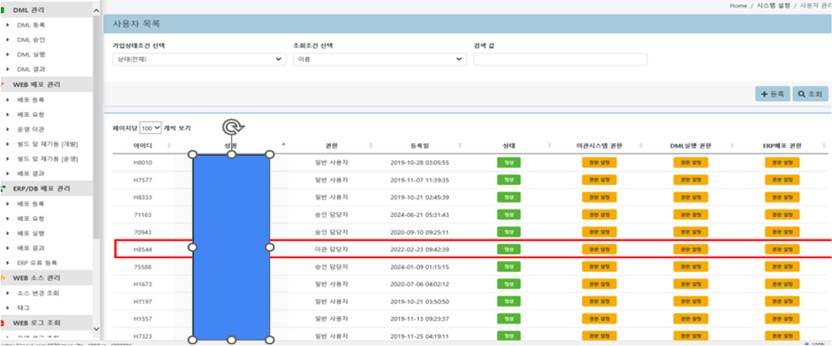 Home / 시스템 설정 / 사용자 관리
DML 관리
DML 등록
DML 승인
DML 실행
DML 결과
WEB 배포 관리
배포 등록
배포 요청
운영 이관
빌드 및 재기동 [개발]
빌드 및 재기동 [운영]
배포 결과
ERP/DB 배포 관리
배포 등록
배포 요청
배포 실행
배포 결과
ERP 오류 등록
WEB 소스 관리
소스 변경 조회
태그
WEB 로그 조회
사용자 목록
가입상태조건 선택 조회조건 선택 검색 값
상태(전체) 이름
+ 등록 조회
페이지당 100 개씩 보기
아이디 성명 권한 등록일 상태 이관시스템 권한 DML실행 권한 ERP배포 권한
H8010 일반 사용자 2019-10-28 03:05:55 정상 권한 설정 권한 설정 권한 설정
H7577 일반 사용자 2019-11-07 11:39:35 정상 권한 설정 권한 설정 권한 설정
H8333 일반 사용자 2019-10-21 02:45:39 정상 권한 설정 권한 설정 권한 설정
71163 승인 담당자 2024-06-21 05:31:43 정상 권한 설정 권한 설정 권한 설정
70943 승인 담당자 2020-09-10 09:25:11 정상 권한 설정 권한 설정 권한 설정
H8544 이관 담당자 2022-02-23 09:42:39 정상 권한 설정 권한 설정 권한 설정
75588 승인 담당자 2024-01-09 01:15:15 정상 권한 설정 권한 설정 권한 설정
H1673 일반 사용자 2020-07-06 04:02:12 정상 권한 설정 권한 설정 권한 설정
H7197 일반 사용자 2019-10-21 03:50:50 정상 권한 설정 권한 설정 권한 설정
H1557 일반 사용자 2019-11-13 09:23:37 정상 권한 설정 권한 설정 권한 설정
H7323 일반 사용자 2019-11-25 04:19:11 정상 권한 설정 권한 설정 권한 설정
100%